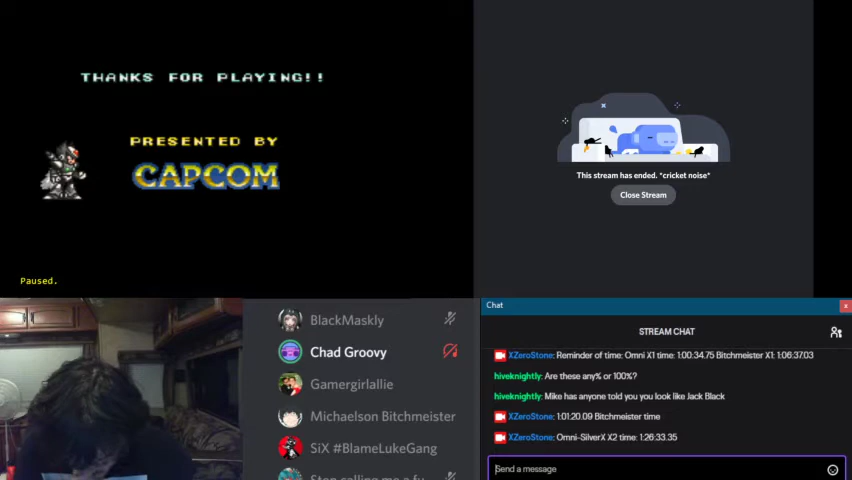 THANKS FOR PLAYING!!
PRESENTED BY
CAPCOM
Paused.
This stream has ended. *cricket noise*
Close Stream
BlackMaskly
Chad Groovy
Gamergirlallie
Michaelson Bitchmeister
SiX #BlameLukeGang
Stop calling me a
Chat
x
STREAM CHAT
XZeroStone: Reminder of time: Omni X1 time: 1:00:34.75 Bitchmeister X1: 1:06:37.03
hiveknightly: Are these any% or 100%?
hiveknightly: Mike has anyone told you you look like Jack Black
XZeroStone: 1:01:20.09 Bitchmeister time
XZeroStone: Omni-SilverX X2 time: 1:26:33.35
Send a message